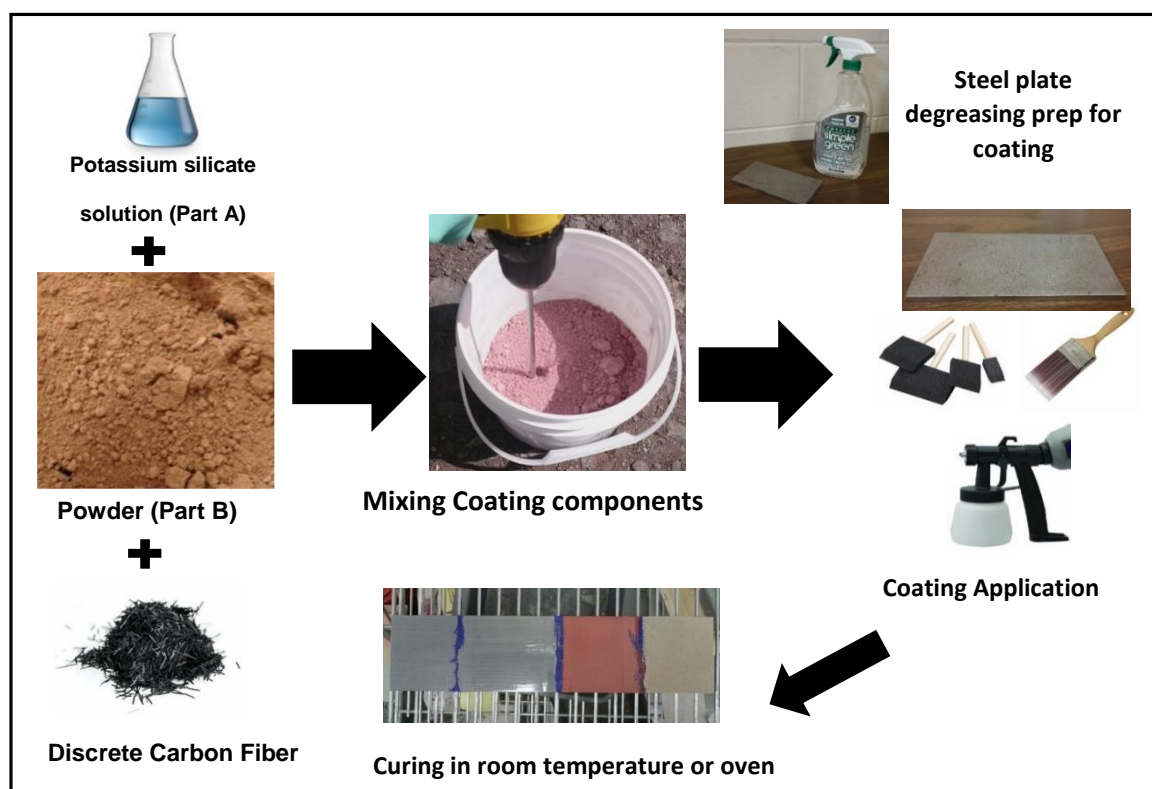 Potassium silicate
solution (Part A)
Powder (Part B)
Discrete Carbon Fiber
Mixing Coating components
Steel plate
degreasing prep for
coating
simple
green
Coating Application
Curing in room temperature or oven